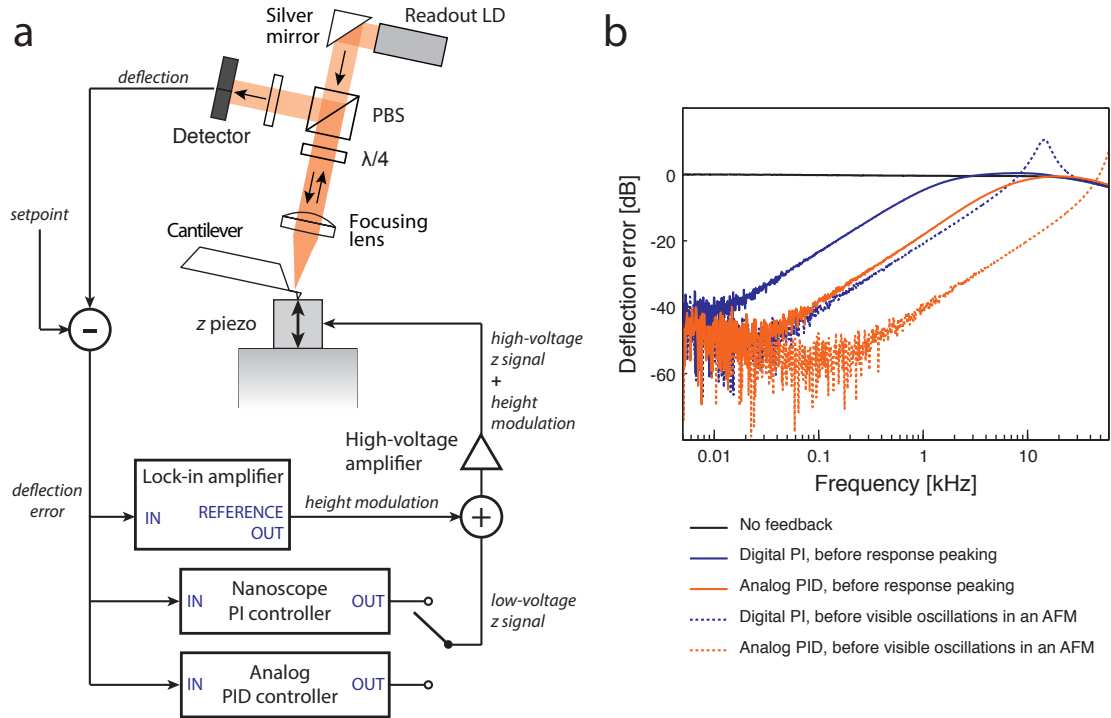 a
Silver
mirror
Readout LD
deflection
Detector
PBS
λ/4
setpoint
Cantilever
Focusing
lens
-
z piezo
high-voltage
z signal
+
height
modulation
High-voltage
amplifier
deflection
error
Lock-in amplifier
IN
REFERENCE
OUT
height modulation
+
Nanoscope
PI controller
IN
OUT
low-voltage
z signal
Analog
PID controller
IN
OUT
b
Deflection error [dB]
0
-20
-40
-60
0.01
0.1
1
10
Frequency [kHz]
No feedback
Digital PI, before response peaking
Analog PID, before response peaking
Digital PI, before visible oscillations in an AFM
Analog PID, before visible oscillations in an AFM